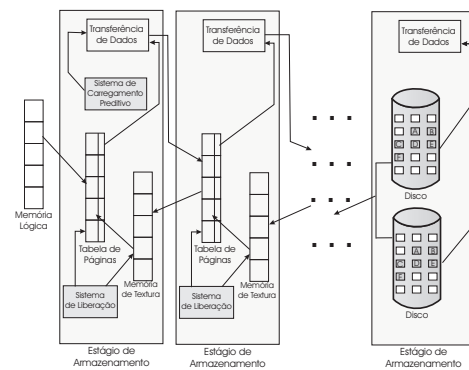 Transferência
de Dados
Sistema de
Carregamento
Preditivo
Memória
Lógica
Tabela de
Páginas
Memória
de Textura
Sistema
de Liberação
Estágio de
Armazenamento
Transferência
de Dados
Tabela de
Páginas
Memória
de Textura
Sistema
de Liberação
Estágio de
Armazenamento
Transferência
de Dados
A B
C D E
F
Disco
A B
C D E
F
Disco
Estágio de
Armazenamento